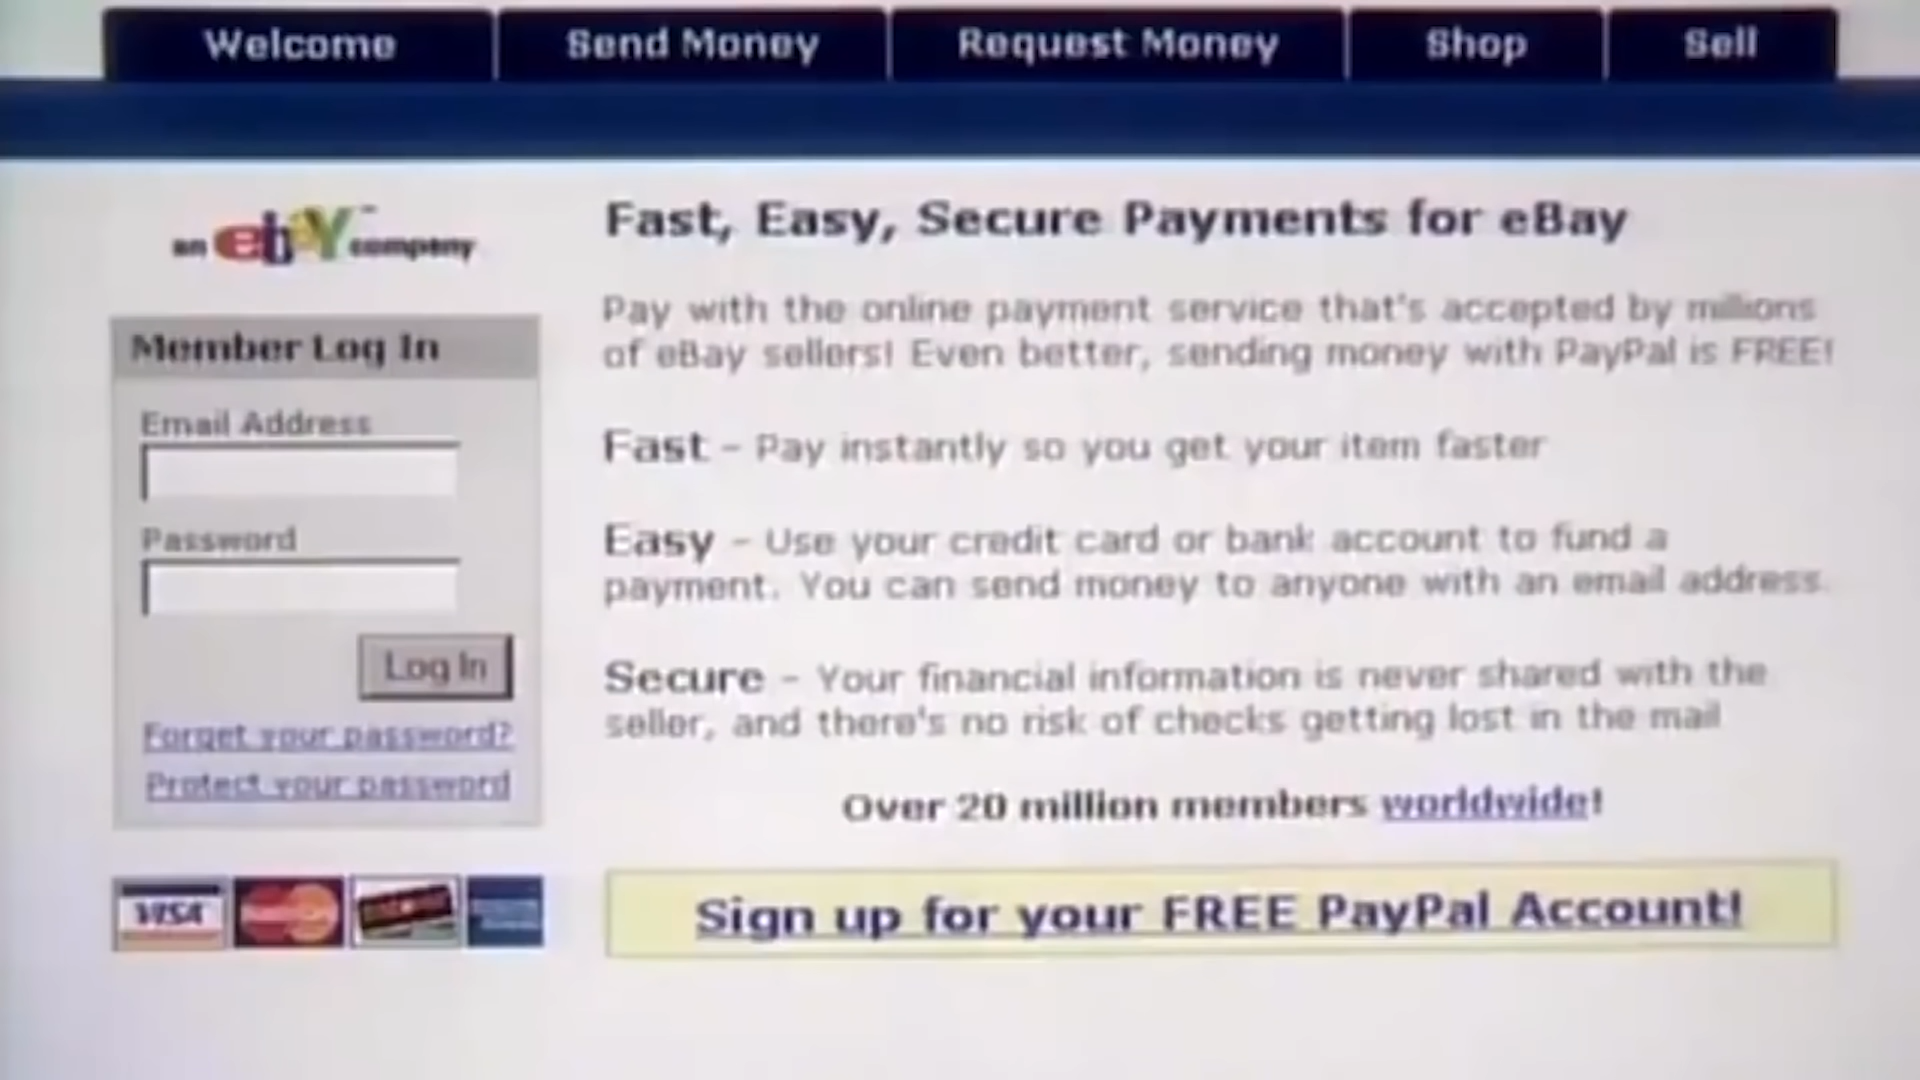 Welcome
Send Money
Request Money
Shop
Sell
an ebY company
Fast, Easy, Secure Payments for eBay
Pay with the online payment service that's accepted by millions
of eBay sellers! Even better, sending money with PayPal is FREE!
Member Log In
Email Address
Fast - Pay instantly so you get your item faster
Password
Easy - Use your credit card or bank account to fund a
payment. You can send money to anyone with an email address.
Log In
Secure - Your financial information is never shared with the
seller, and there's no risk of checks getting lost in the mail
Forget your password?
Protect your password
Over 20 million members worldwide!
VISA
MasterCard
Sign up for your FREE PayPal Account!